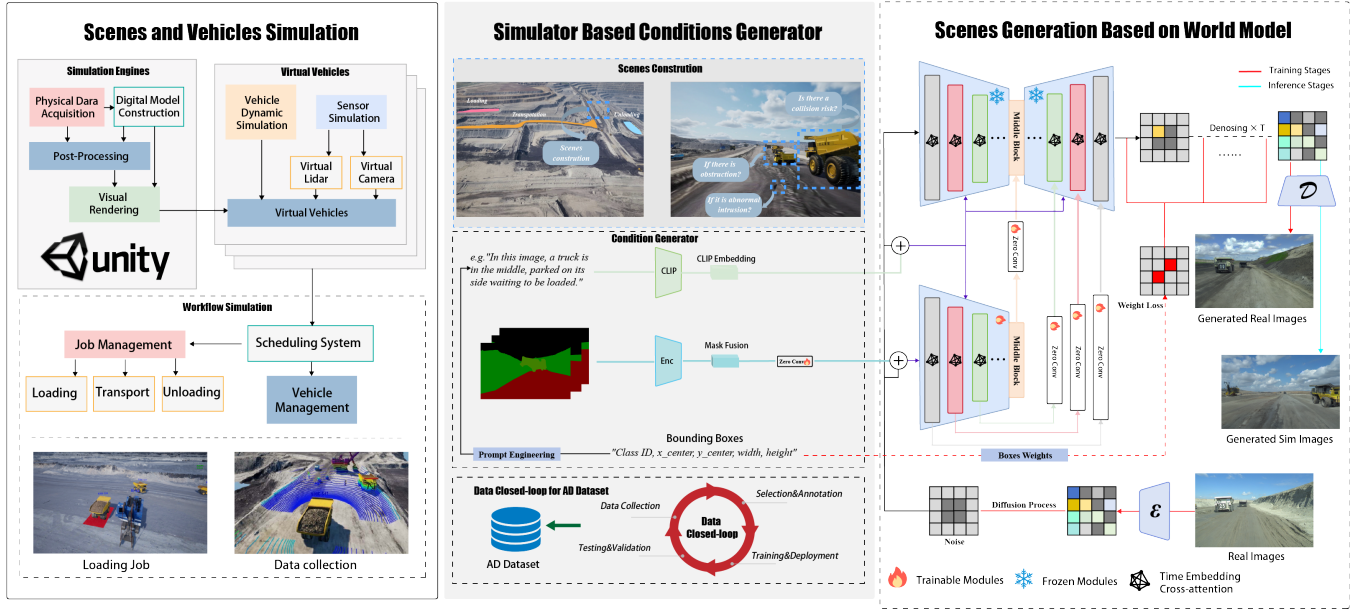 Scenes and Vehicles Simulation
Simulation Engines
Physical Dara
Acquisition
Digital Model
Construction
Post-Processing
Visual
Rendering
unity
Virtual Vehicles
Vehicle
Dynamic
Simulation
Sensor
Simulation
Virtual
Lidar
Virtual
Camera
Virtual Vehicles
Workflow Simulation
Job Management
Scheduling System
Loading
Transport
Unloading
Vehicle
Management
Loading Job
Data collection
Simulator Based Conditions Generator
Scenes Constrution
Loading
Transpotation
Unloading
Scenes
constrution
Is there a
collision risk?
If there is
obstruction?
If it is abnormal
intrusion?
Condition Generator
e.g."In this image, a truck is
in the middle, parked on its
side waiting to be loaded."
CLIP
CLIP Embedding
Enc
Mask Fusion
Zero Conv
Bounding Boxes
Prompt Engineering
"Class ID, x_center, y_center, width, height"
Data Closed-loop for AD Dataset
AD Dataset
Data Collection
Selection&Annotation
Data
Closed-loop
Testing&Validation
Training&Deployment
Scenes Generation Based on World Model
Training Stages
Inference Stages
Middle Block
Denosing × T
......
D
Zero Conv
Weight Loss
Generated Real Images
Middle Block
Zero Conv
Zero Conv
Zero Conv
Generated Sim Images
Boxes Weights
Noise
Diffusion Process
ε
Real Images
Trainable Modules
Frozen Modules
Time Embedding
Cross-attention